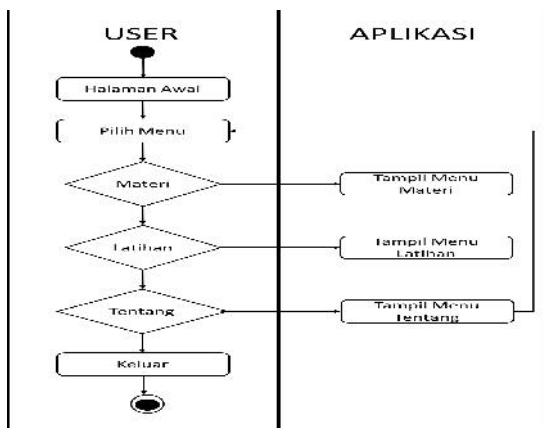 USER
APLIKASI
Halaman Awal
Pilih Menu
Materi
Tampil Menu
Materi
Latihan
Tampil Menu
Latihan
Tentang
Tampil Menu
Tentang
Keluar